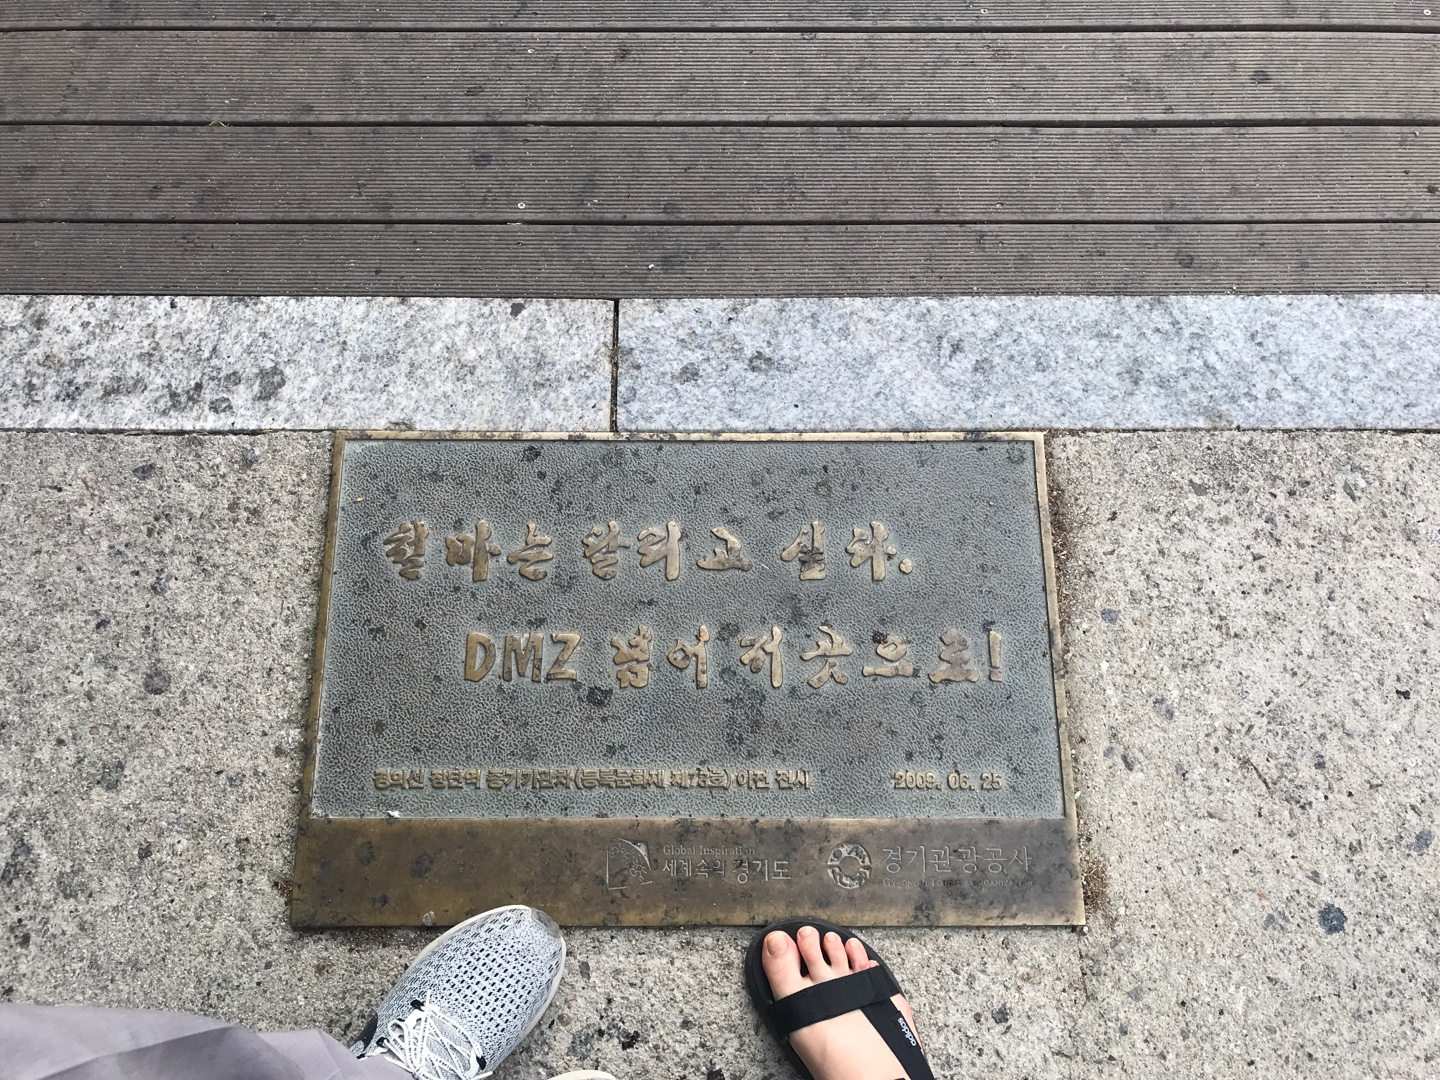 철마는 달리고 싶다.
DMZ 넘어 저 곳으로!
경의선 장단역 증기기관차 (등록문화재 제78호) 이전 전시 2009. 06. 25
Global Inspiration
세계속의 경기도
경기관광공사
adidas